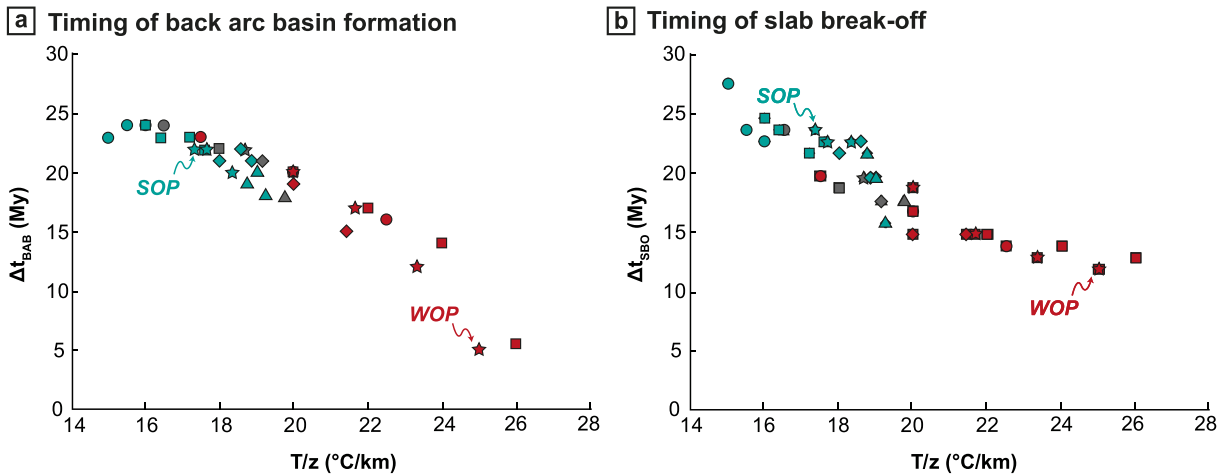 a Timing of back arc basin formation
30
25
20
15
10
5
0
14 16 18 20 22 24 26 28
Δt_BAB (My)
T/z (°C/km)
SOP
WOP
b Timing of slab break-off
30
25
20
15
10
5
0
14 16 18 20 22 24 26 28
Δt_SBO (My)
T/z (°C/km)
SOP
WOP